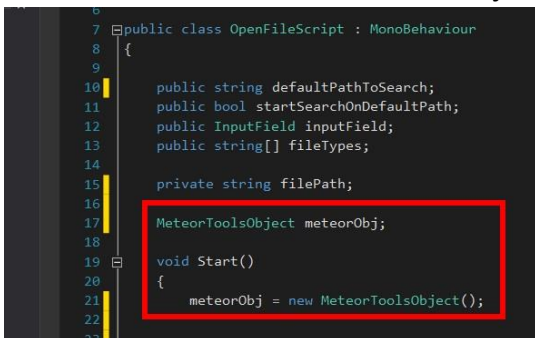 6
7 public class OpenFileScript : MonoBehaviour
8 {
9
10 public string defaultPathToSearch;
11 public bool startSearchOnDefaultPath;
12 public InputField inputField;
13 public string[] fileTypes;
14
15 private string filePath;
16
17 MeteorToolsObject meteorObj;
18
19 void Start()
20 {
21 meteorObj = new MeteorToolsObject();
22
23